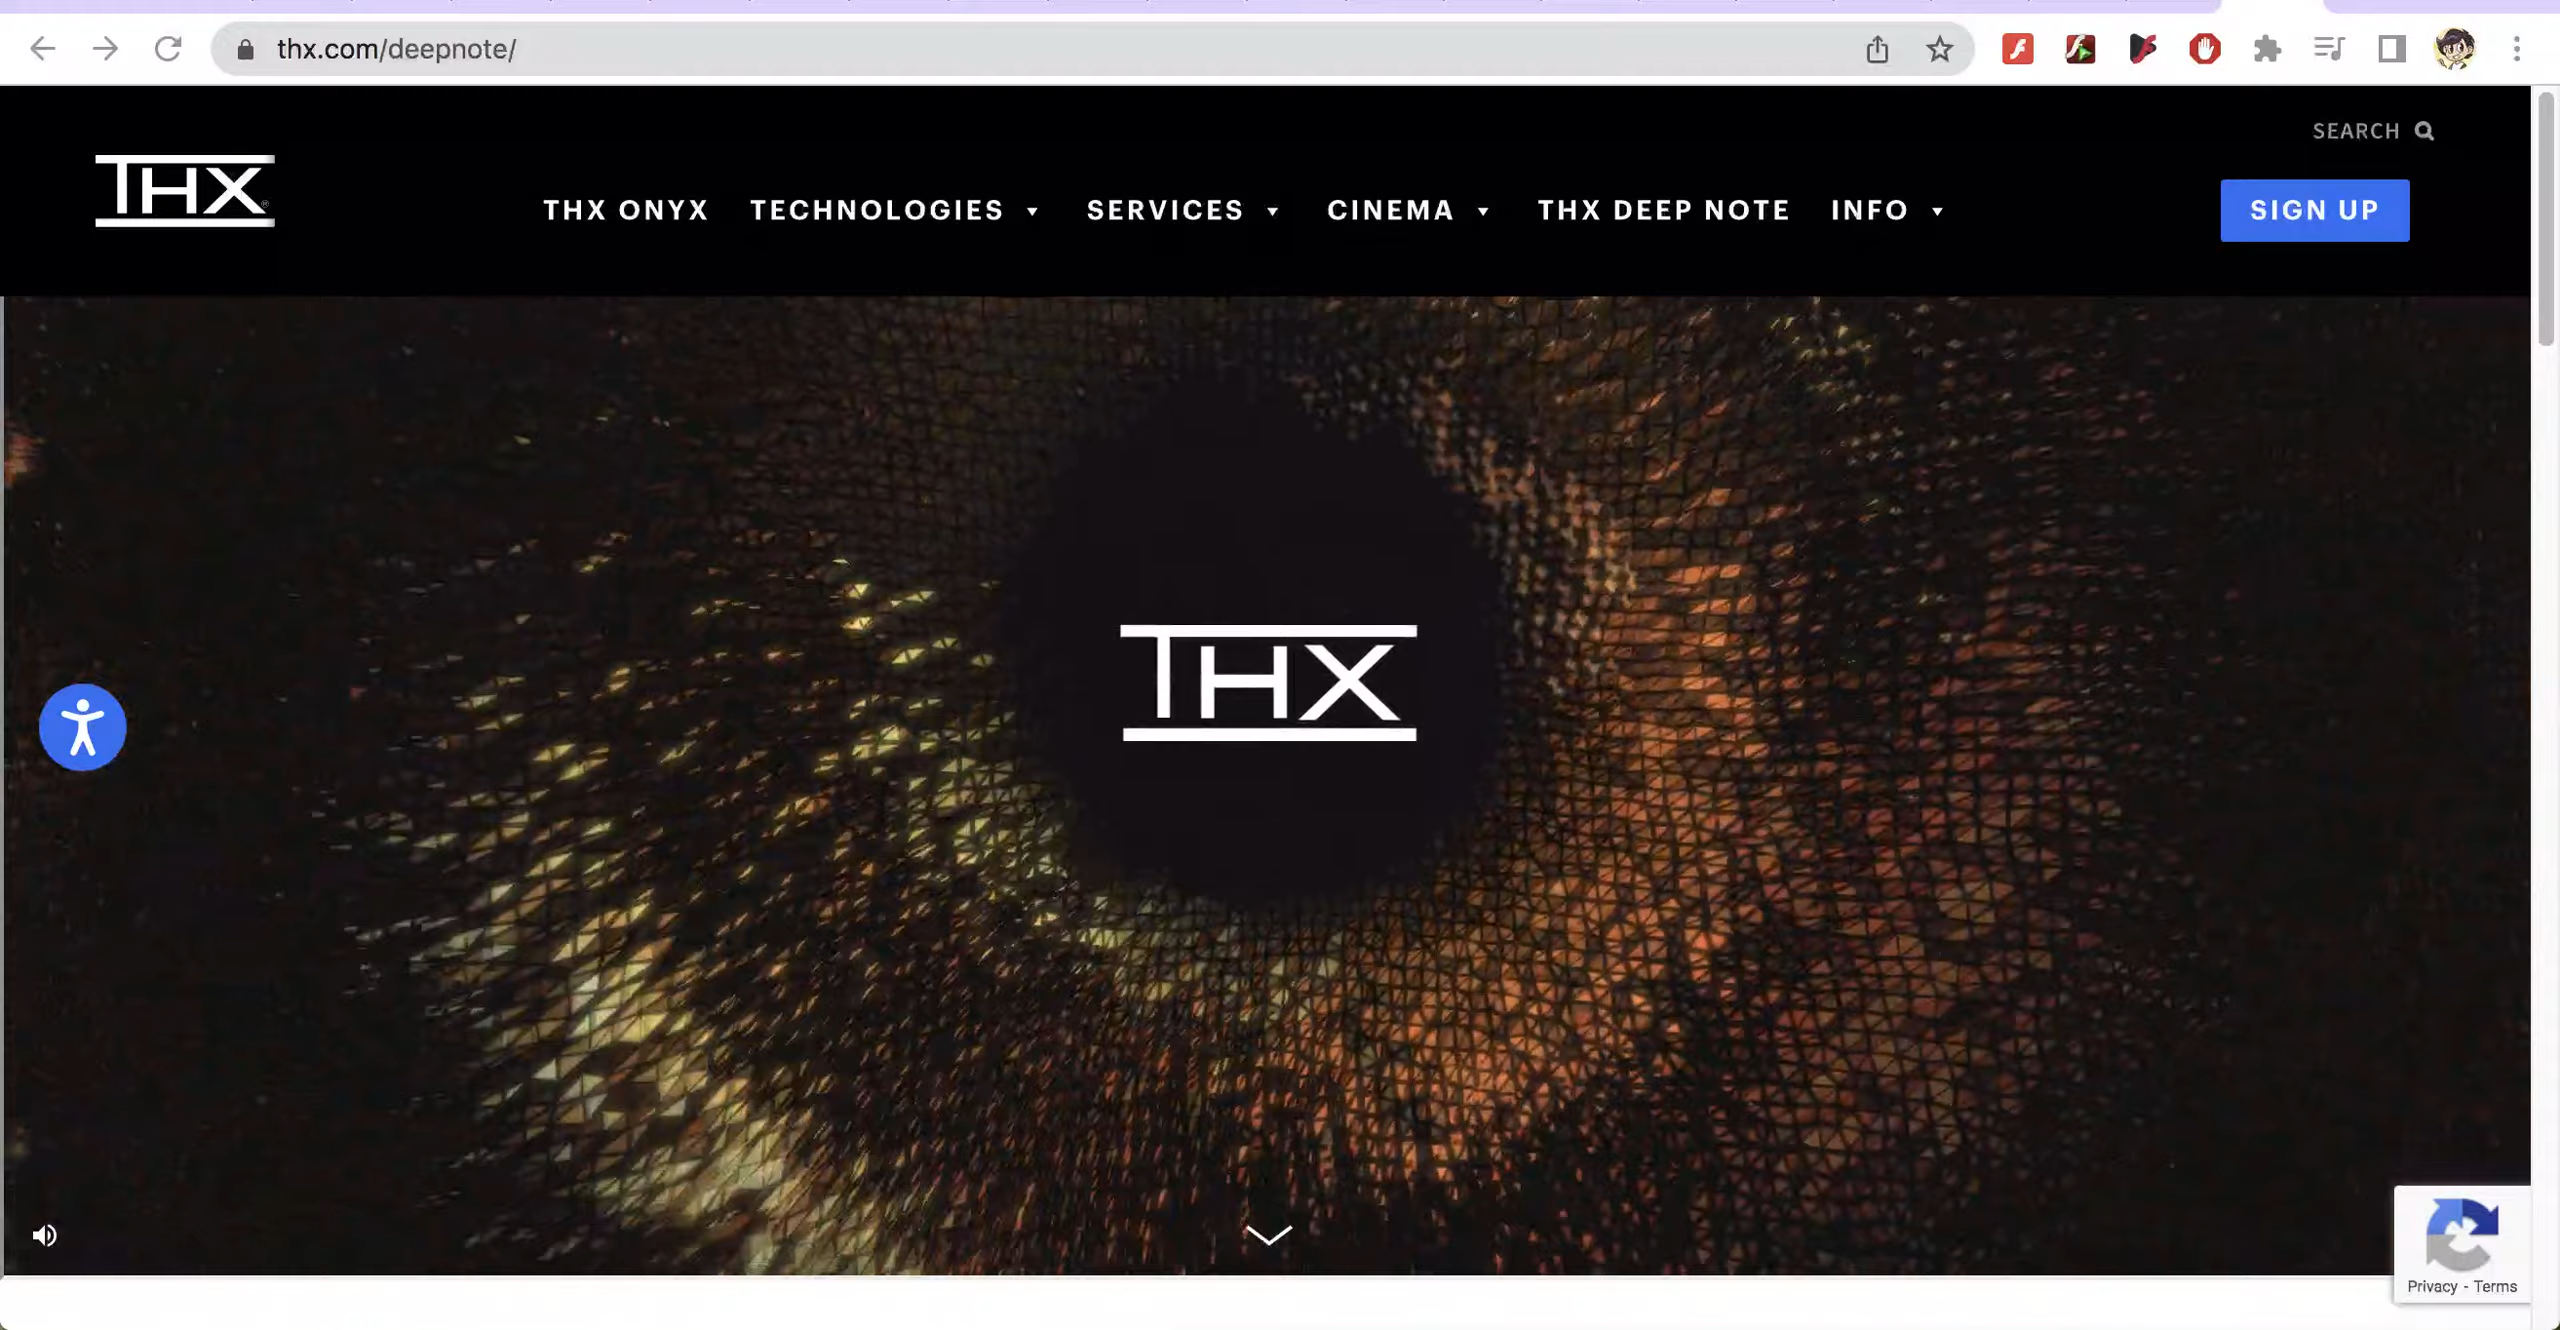 thx.com/deepnote/
SEARCH
THX®
THX ONYX TECHNOLOGIES SERVICES CINEMA THX DEEP NOTE INFO SIGN UP
THX
Privacy - Terms